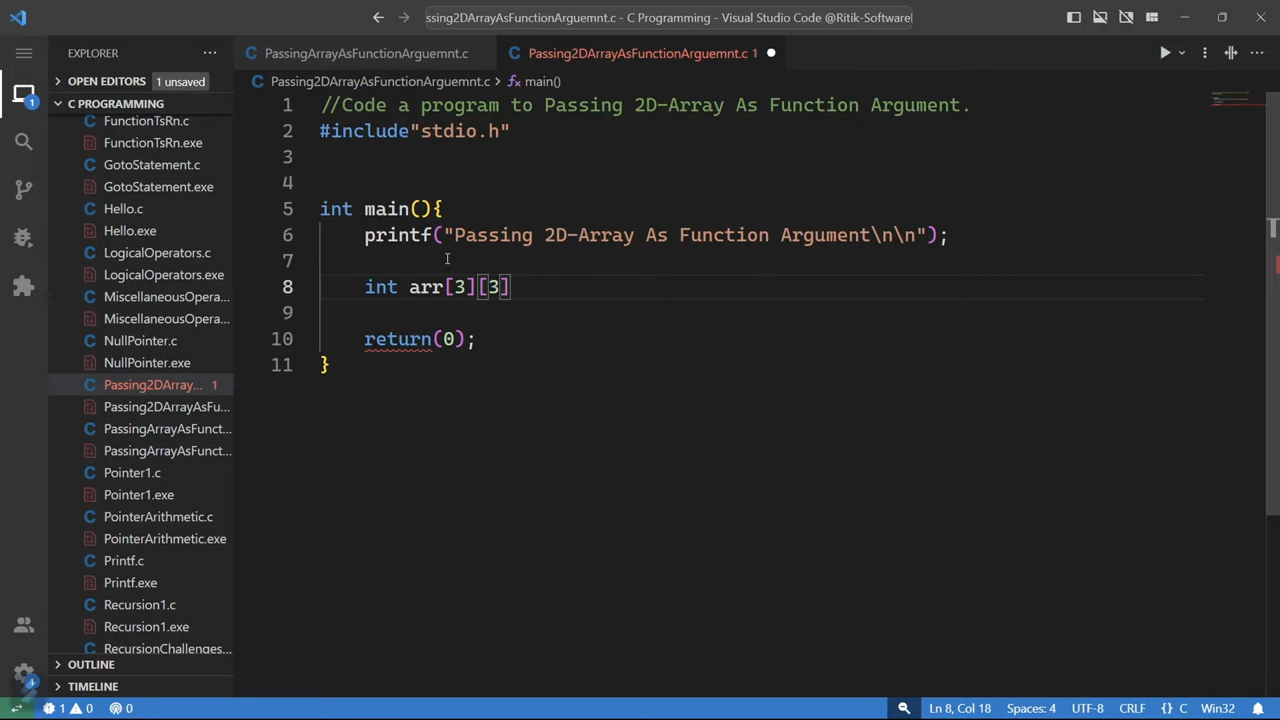 ssing2DArrayAsFunctionArguemnt.c - C Programming - Visual Studio Code @Ritik-Software
EXPLORER
PassingArrayAsFunctionArguemnt.c
Passing2DArrayAsFunctionArguemnt.c 1
OPEN EDITORS 1 unsaved
Passing2DArrayAsFunctionArguemnt.c > main()
C PROGRAMMING
FunctionTsRn.c
FunctionTsRn.exe
GotoStatement.c
GotoStatement.exe
Hello.c
Hello.exe
LogicalOperators.c
LogicalOperators.exe
MiscellaneousOpera...
MiscellaneousOpera...
NullPointer.c
NullPointer.exe
Passing2DArray... 1
Passing2DArrayAsFu...
PassingArrayAsFunct...
PassingArrayAsFunct...
Pointer1.c
Pointer1.exe
PointerArithmetic.c
PointerArithmetic.exe
Printf.c
Printf.exe
Recursion1.c
Recursion1.exe
RecursionChallenges...
OUTLINE
TIMELINE
1 //Code a program to Passing 2D-Array As Function Argument.
2 #include"stdio.h"
3
4
5 int main(){
6 printf("Passing 2D-Array As Function Argument\n\n");
7
8 int arr[3][3]
9
10 return(0);
11 }
1 0 0 Ln 8, Col 18 Spaces: 4 UTF-8 CRLF {} C Win32